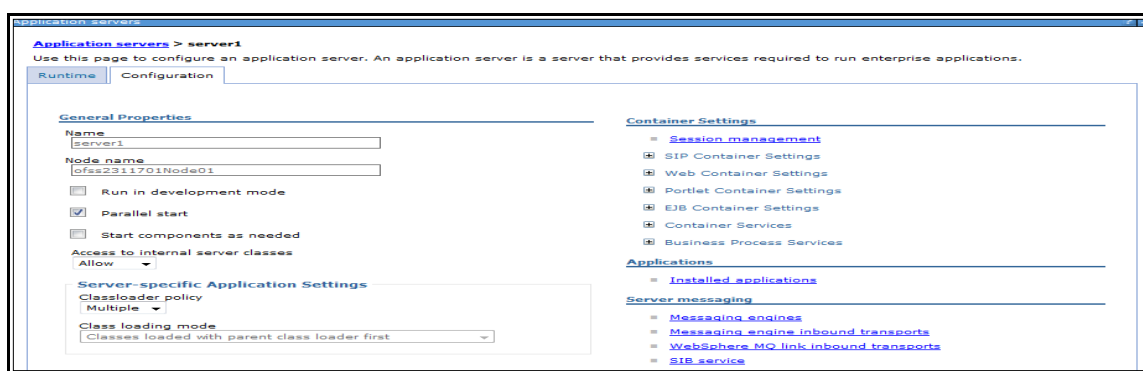 Application servers
Application servers > server1
Use this page to configure an application server. An application server is a server that provides services required to run enterprise applications.
Runtime
Configuration
General Properties
Name
server1
Node name
ofss2311701Node01
Run in development mode
Parallel start
Start components as needed
Access to internal server classes
Allow
Server-specific Application Settings
Classloader policy
Multiple
Class loading mode
Classes loaded with parent class loader first
Container Settings
Session management
SIP Container Settings
Web Container Settings
Portlet Container Settings
EJB Container Settings
Container Services
Business Process Services
Applications
Installed applications
Server messaging
Messaging engines
Messaging engine inbound transports
WebSphere MQ link inbound transports
SIB service